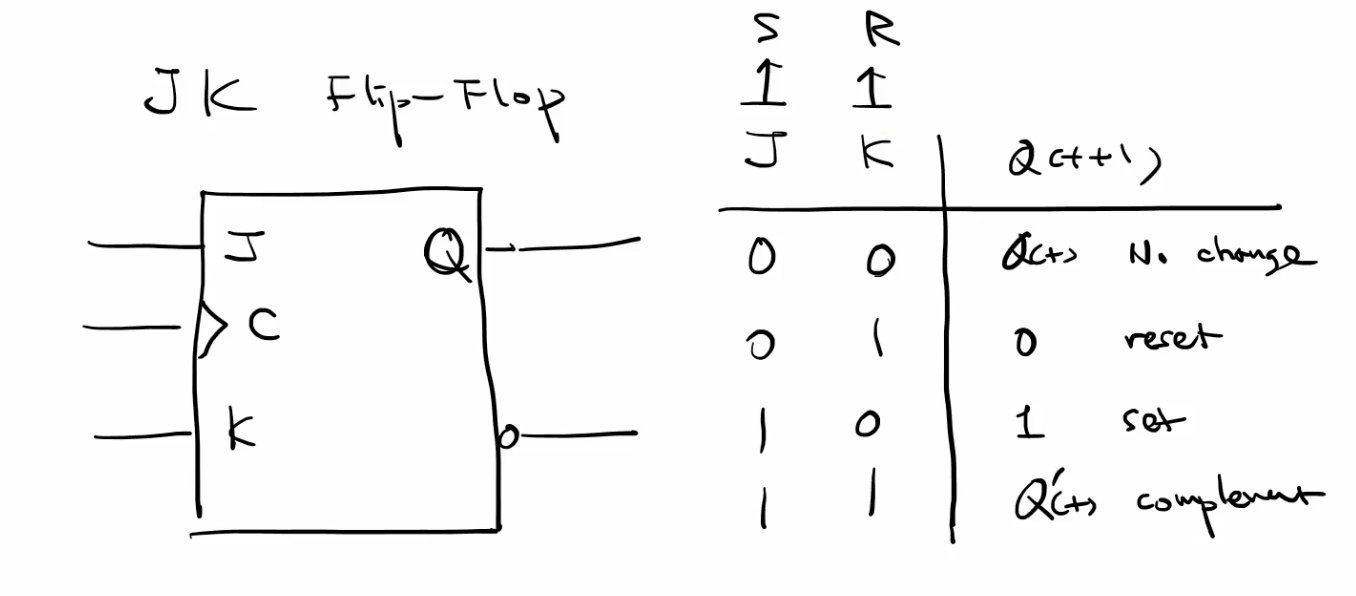 JK Flip-Flop
J Q
C
K
S R
↑ ↑
J K Q(t+1)
0 0 Q(t) No change
0 1 0 reset
1 0 1 set
1 1 Q'(t) complement